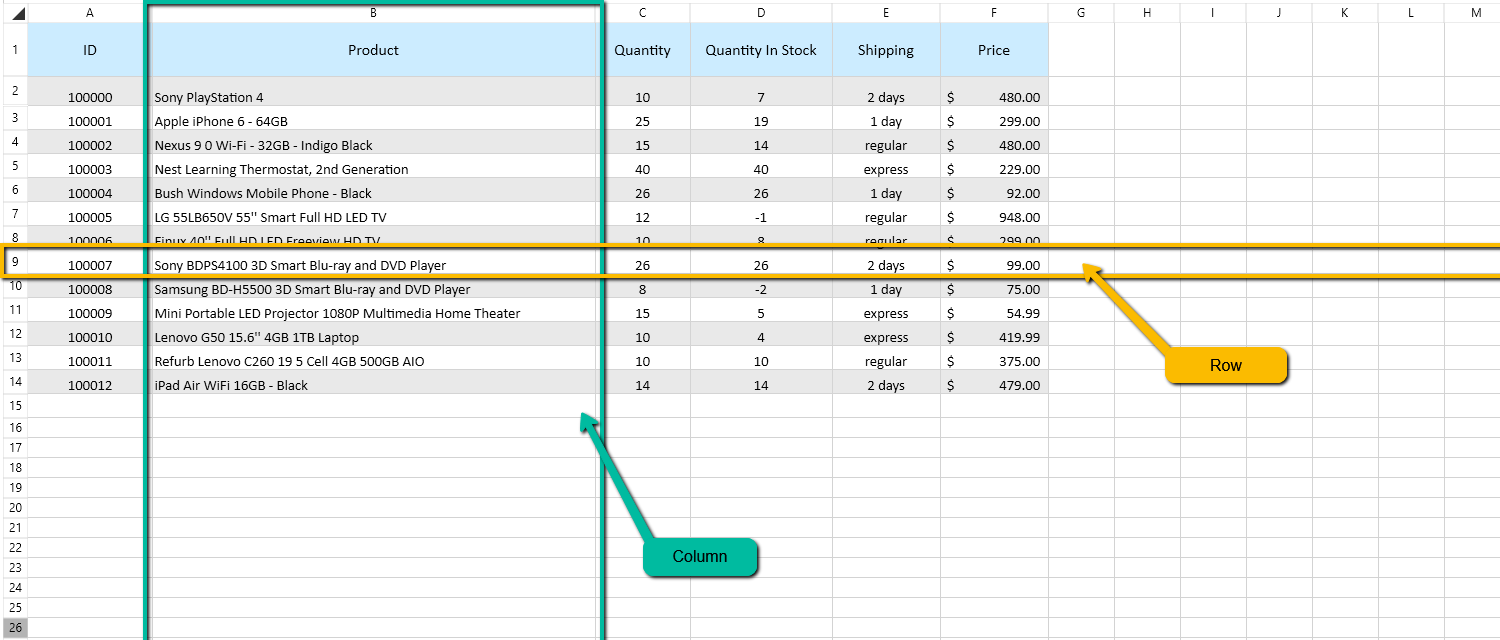 A B C D E F G H I J K L M
1 ID Product Quantity Quantity In Stock Shipping Price
2 100000 Sony PlayStation 4 10 7 2 days $ 480.00
3 100001 Apple iPhone 6 - 64GB 25 19 1 day $ 299.00
4 100002 Nexus 9 0 Wi-Fi - 32GB - Indigo Black 15 14 regular $ 480.00
5 100003 Nest Learning Thermostat, 2nd Generation 40 40 express $ 229.00
6 100004 Bush Windows Mobile Phone - Black 26 26 1 day $ 92.00
7 100005 LG 55LB650V 55'' Smart Full HD LED TV 12 -1 regular $ 948.00
8 100006 Finux 40'' Full HD LED Freeview HD TV 10 8 regular $ 299.00
9 100007 Sony BDPS4100 3D Smart Blu-ray and DVD Player 26 26 2 days $ 99.00
10 100008 Samsung BD-H5500 3D Smart Blu-ray and DVD Player 8 -2 1 day $ 75.00
11 100009 Mini Portable LED Projector 1080P Multimedia Home Theater 15 5 express $ 54.99
12 100010 Lenovo G50 15.6'' 4GB 1TB Laptop 10 4 express $ 419.99
13 100011 Refurb Lenovo C260 19 5 Cell 4GB 500GB AIO 10 10 regular $ 375.00
Row
14 100012 iPad Air WiFi 16GB - Black 14 14 2 days $ 479.00
15
16
17
18
19
20
21
22
Column
23
24
25
26